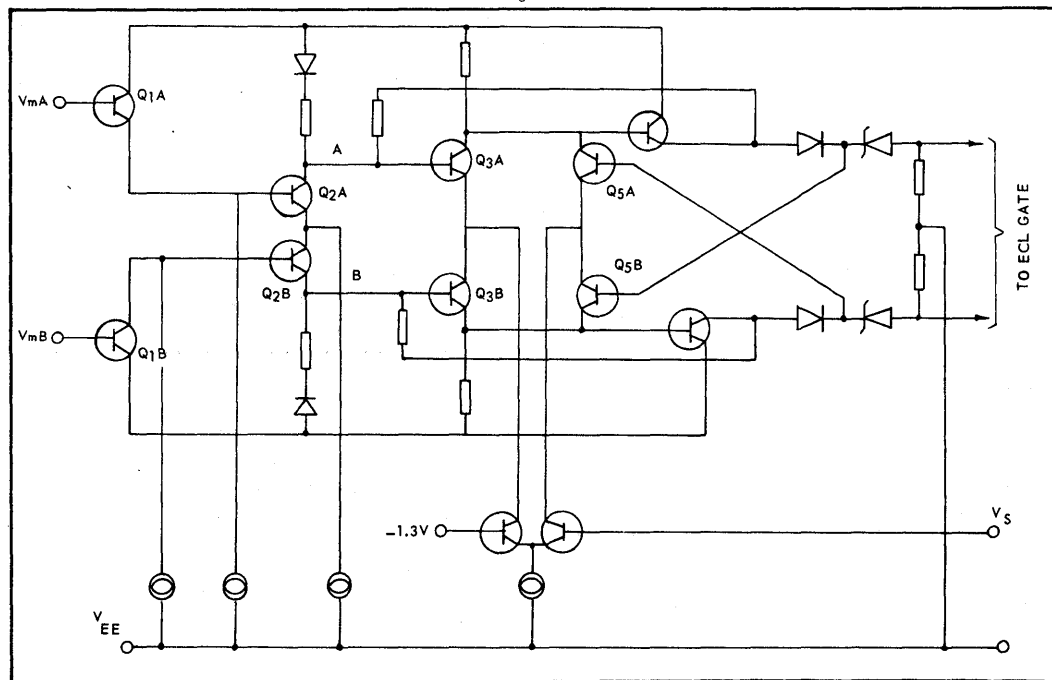 VmA
Q1A
A
Q3A
Q2A
Q5A
Q5B
Q2B
B
Q3B
VmB
Q1B
TO ECL GATE
-1.3V
VS
VEE